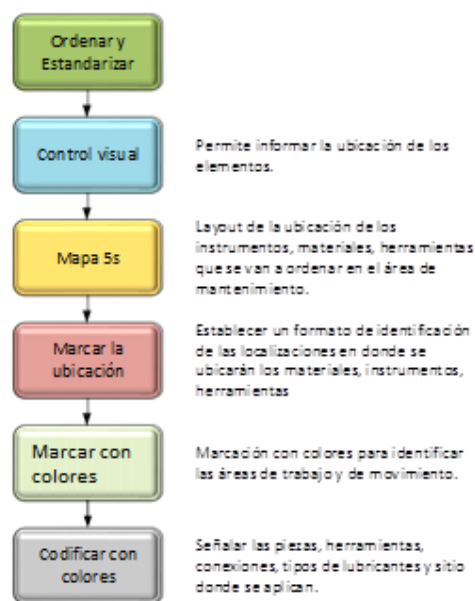 Ordenar y
Estandarizar
Control visual
Permite informar la ubicación de los
elementos.
Mapa 5s
Layout de la ubicación de los
instrumentos, materiales, herramientas
que se van a ordenar en el área de
mantenimiento.
Marcar la
ubicación
Establecer un formato de identificación
de las localizaciones en donde se
ubicarán los materiales, instrumentos,
herramientas
Marcar con
colores
Marcación con colores para identificar
las áreas de trabajo y de movimiento.
Codificar con
colores
Señalar las piezas, herramientas,
conexiones, tipos de lubricantes y sitio
donde se aplican.